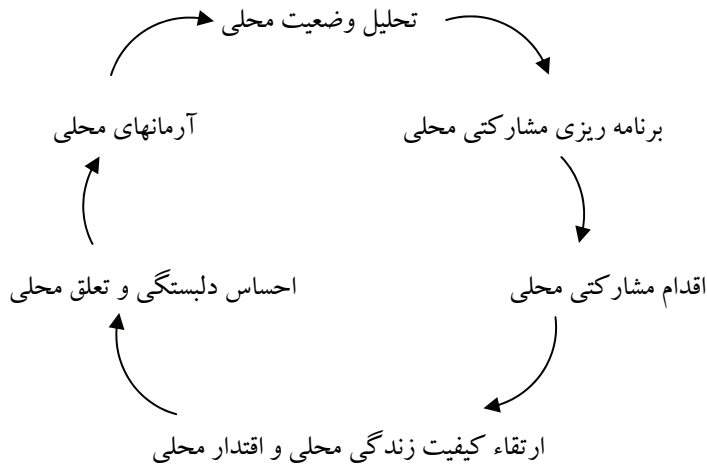 تحلیل وضعیت محلی
برنامه ریزی مشارکتی محلی
اقدام مشارکتی محلی
ارتقاء کیفیت زندگی محلی و اقتدار محلی
احساس دلبستگی و تعلق محلی
آرمانهای محلی